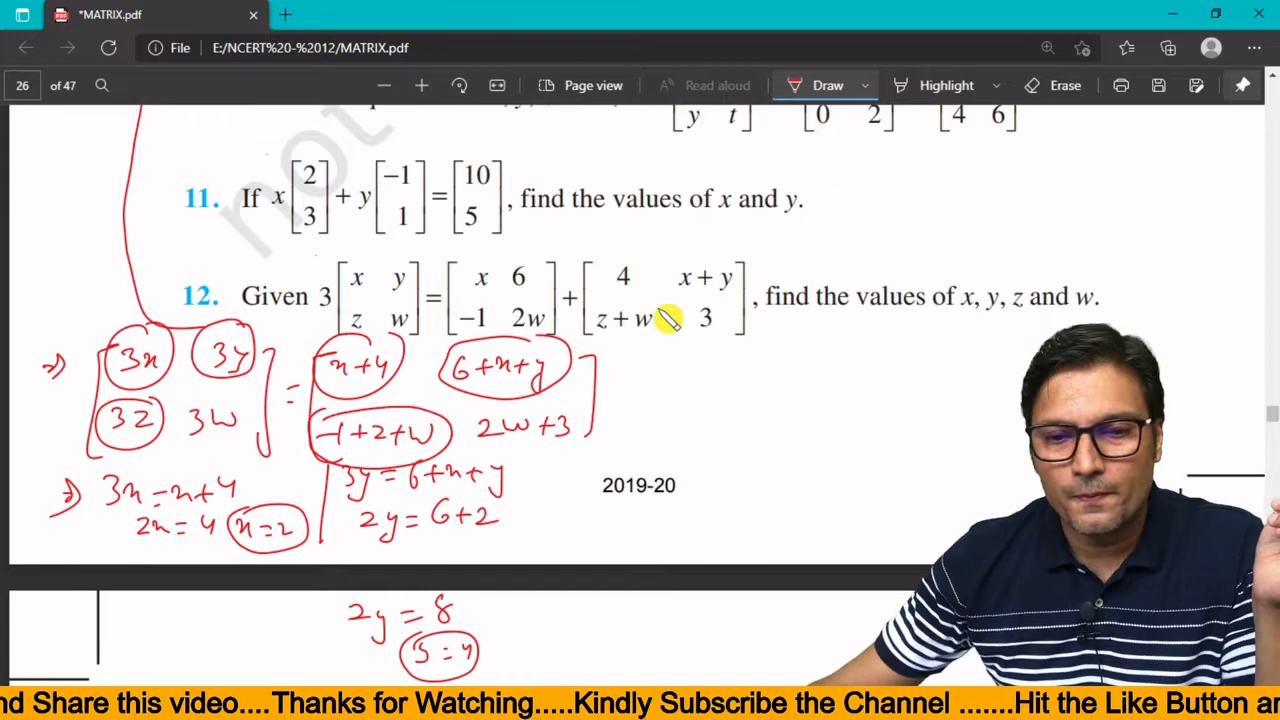 *MATRIX.pdf
File E:/NCERT%20-%2012/MATRIX.pdf
26 of 47 Page view Read aloud Draw Highlight Erase
[y t] [0 2] [4 6]
not
11. If x [2 3] + y [−1 1] = [10 5], find the values of x and y.
12. Given 3 [x y z w] = [x 6 −1 2w] + [4 x + y z + w 3], find the values of x, y, z and w.
⇒ [3x 3y = [x+4 6+x+y]
3z 3w] −1+z+w 2w+3]
⇒ 3x = x+4 3y = 6+x+y
2x = 4 x=2 2y = 6+2
2019-20
2y = 8
y = 4
nd Share this video....Thanks for Watching.....Kindly Subscribe the Channel .......Hit the Like Button a